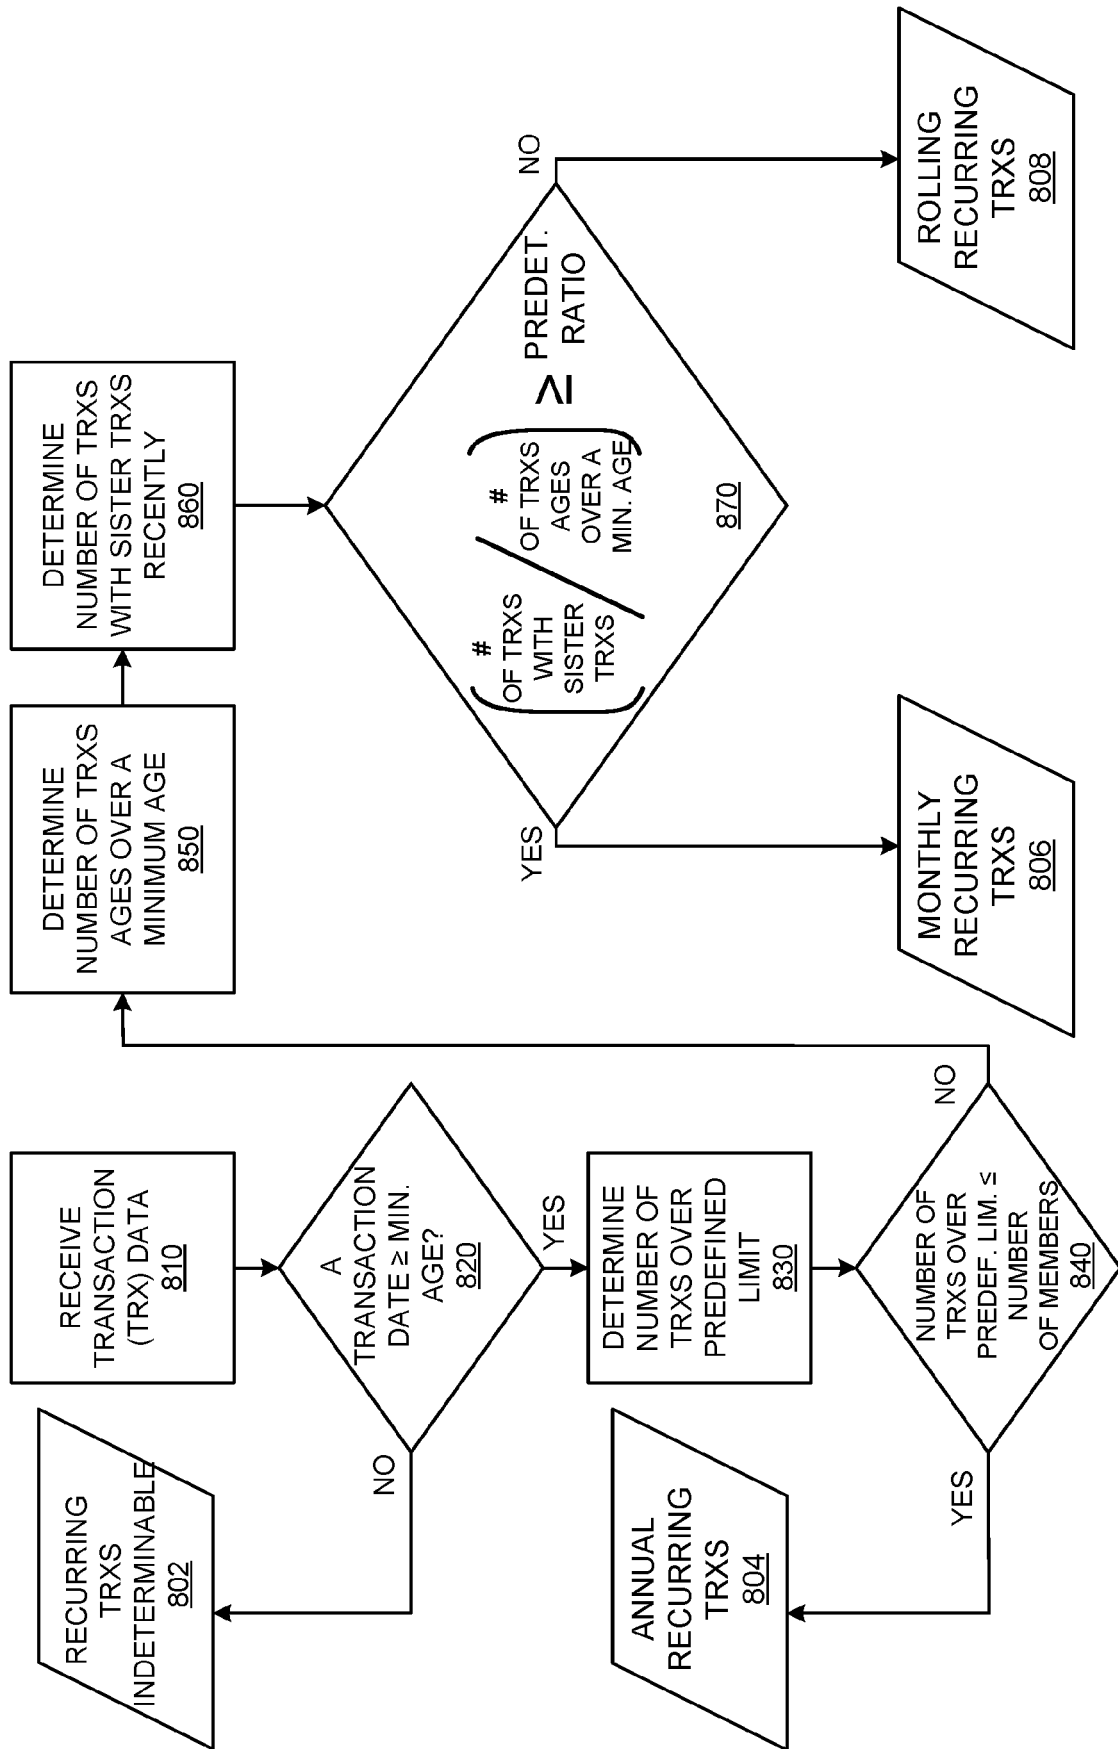 RECURRING
TRXS
INDETERMINABLE
802
RECEIVE
TRANSACTION
(TRX) DATA
810
A
TRANSACTION
DATE ≥ MIN.
AGE?
820
NO
YES
DETERMINE
NUMBER OF
TRXS OVER
PREDEFINED
LIMIT
830
NUMBER OF
TRXS OVER
PREDEF. LIM. ≤
NUMBER
OF MEMBERS
840
YES
NO
ANNUAL
RECURRING
TRXS
804
DETERMINE
NUMBER OF TRXS
AGES OVER A
MINIMUM AGE
850
DETERMINE
NUMBER OF TRXS
WITH SISTER TRXS
RECENTLY
860
#
OF TRXS
WITH
SISTER
TRXS
/
#
OF TRXS
AGES
OVER A
MIN. AGE
≥
PREDET.
RATIO
870
YES
NO
MONTHLY
RECURRING
TRXS
806
ROLLING
RECURRING
TRXS
808